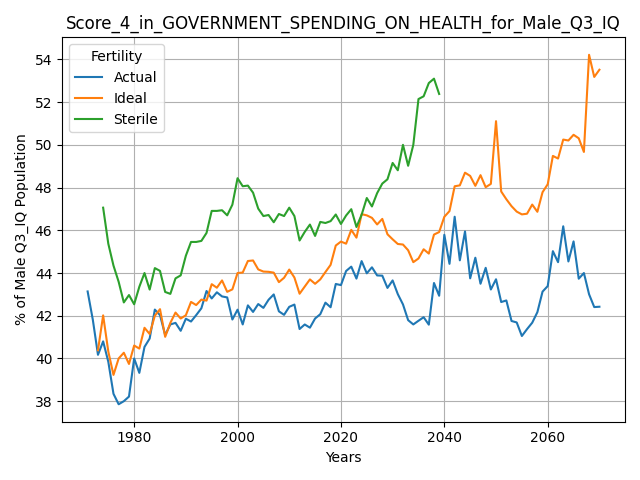 Score_4_in_GOVERNMENT_SPENDING_ON_HEALTH_for_Male_Q3_IQ
Fertility
Actual
Ideal
Sterile
% of Male Q3_IQ Population
54
52
50
48
46
44
42
40
38
1980
2000
2020
2040
2060
Years